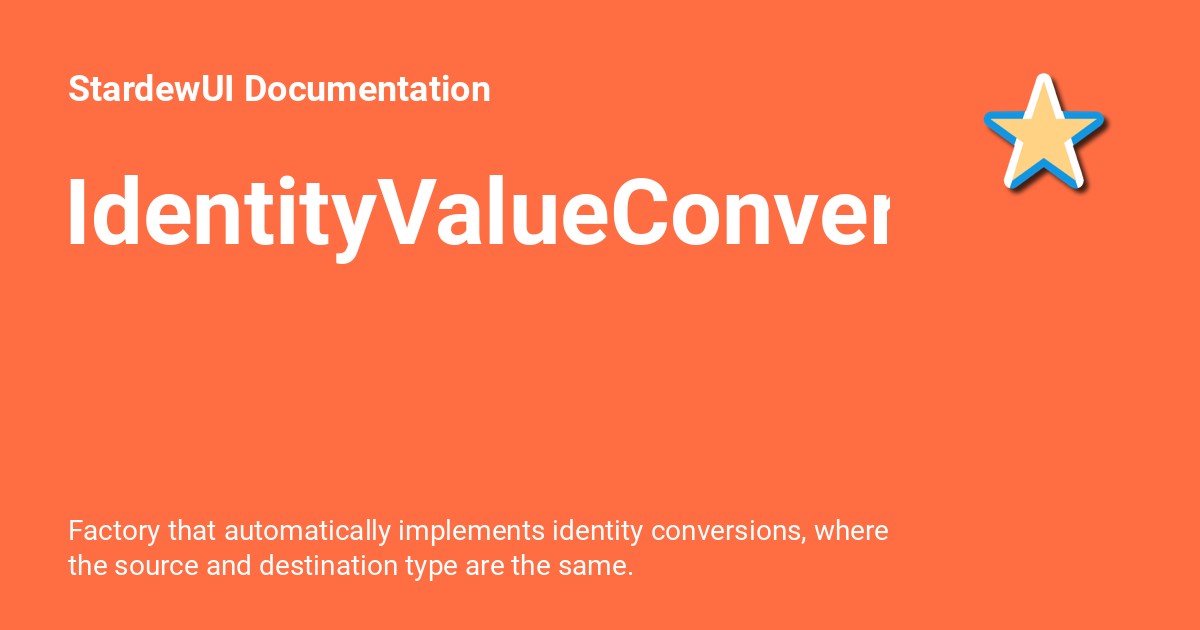 StardewUI Documentation
IdentityValueConver
Factory that automatically implements identity conversions, where
the source and destination type are the same.